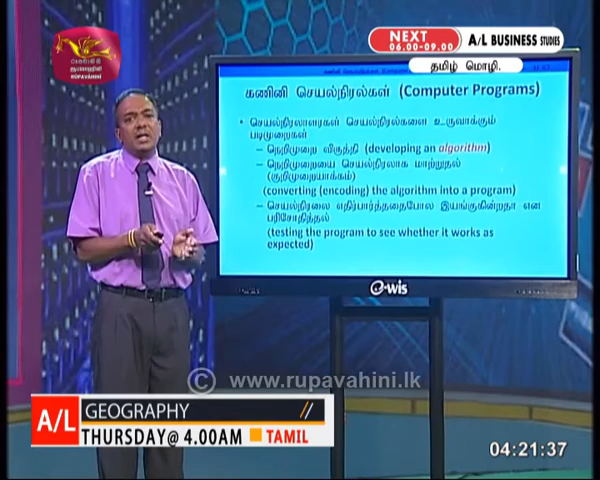 NEXT
06.00-09.00
A/L BUSINESS STUDIES
RUPAVAHINI
தமிழ் மொழி.
கணினி செயல்நிரல்கள் (Computer Programs)
• செயல்நிரலாளர்கள் செயல்நிரல்களை உருவாக்கும்
படிமுறைகள்
– நெறிமுறை விருத்தி (developing an algorithm)
– நெறிமுறையை செயல்நிரலாக மாற்றுதல்
(குறிமுறையாக்கம்)
(converting (encoding) the algorithm into a program)
– செயல்நிரலை எதிர்பார்த்ததைபோல இயங்குகின்றதா என
பரிசோதித்தல்
(testing the program to see whether it works as
expected)
e-wis
© www.rupavahini.lk
A/L GEOGRAPHY //
THURSDAY@ 4.00AM TAMIL
04:21:37